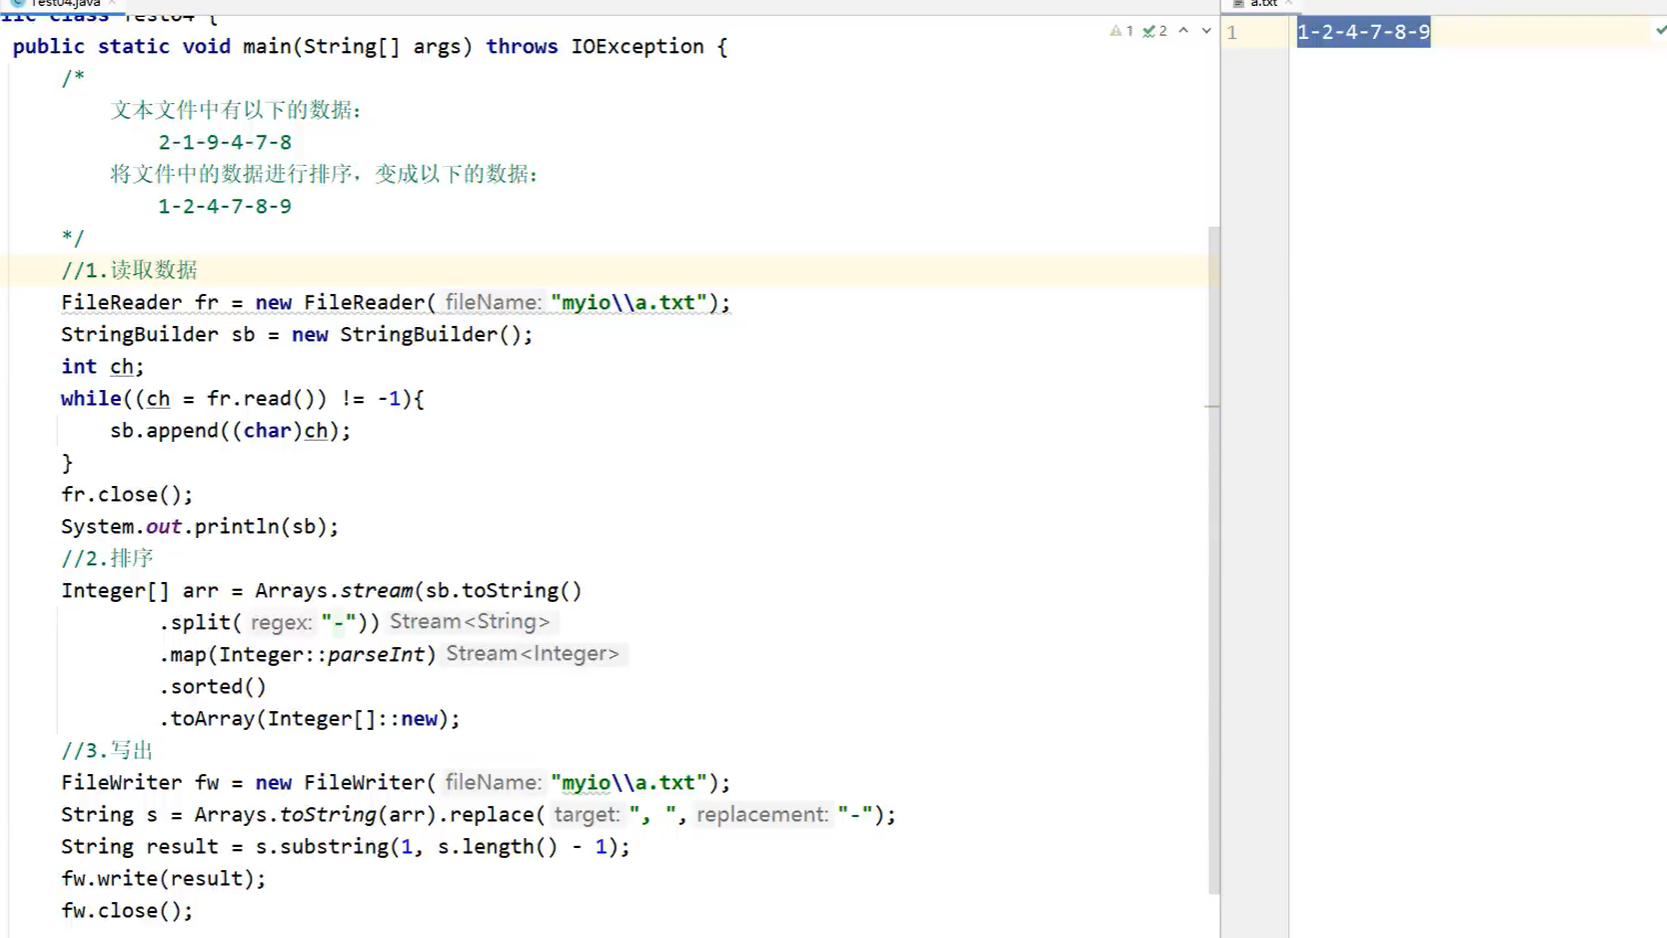 Test04.java
a.txt
lic class Test04 {
public static void main(String[] args) throws IOException {
1 2
/*
文本文件中有以下的数据：
2-1-9-4-7-8
将文件中的数据进行排序，变成以下的数据：
1-2-4-7-8-9
*/
//1.读取数据
FileReader fr = new FileReader( fileName: "myio\\a.txt");
StringBuilder sb = new StringBuilder();
int ch;
while((ch = fr.read()) != -1){
sb.append((char)ch);
}
fr.close();
System.out.println(sb);
//2.排序
Integer[] arr = Arrays.stream(sb.toString()
.split( regex: "-")) Stream<String>
.map(Integer::parseInt) Stream<Integer>
.sorted()
.toArray(Integer[]::new);
//3.写出
FileWriter fw = new FileWriter( fileName: "myio\\a.txt");
String s = Arrays.toString(arr).replace( target: ", ", replacement: "-");
String result = s.substring(1, s.length() - 1);
fw.write(result);
fw.close();
1
1-2-4-7-8-9